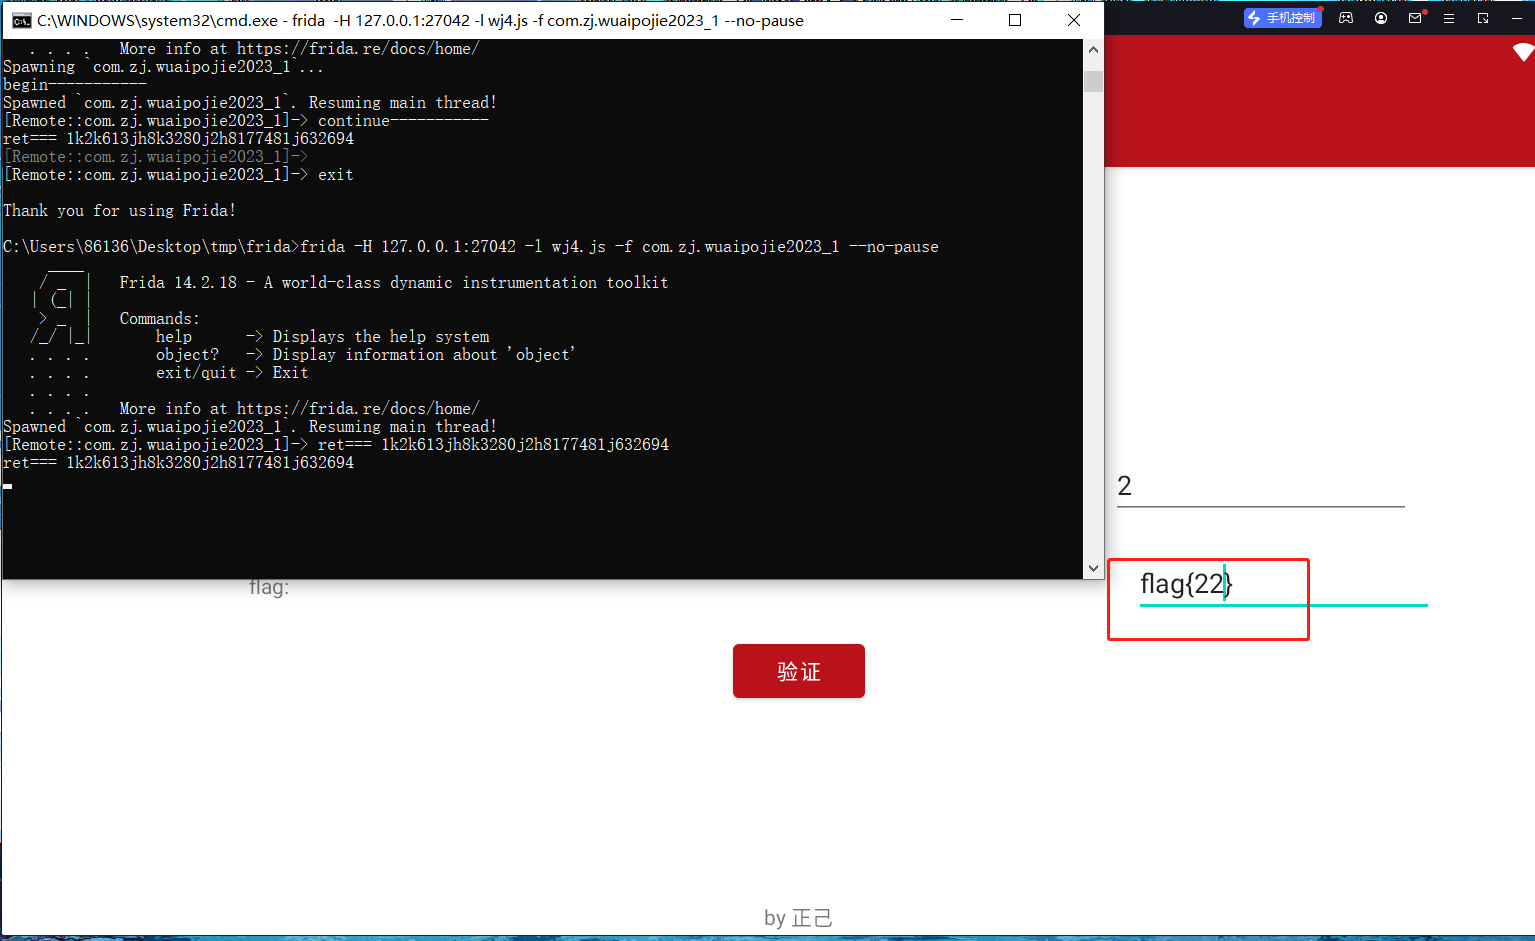 C:\WINDOWS\system32\cmd.exe - frida  -H 127.0.0.1:27042 -l wj4.js -f com.zj.wuaipojie2023_1 --no-pause
手机控制
. . . .   More info at https://frida.re/docs/home/
Spawning `com.zj.wuaipojie2023_1`...
begin-----------
Spawned `com.zj.wuaipojie2023_1`. Resuming main thread!
[Remote::com.zj.wuaipojie2023_1]-> continue-----------
ret=== 1k2k613jh8k3280j2h8177481j632694
[Remote::com.zj.wuaipojie2023_1]->
[Remote::com.zj.wuaipojie2023_1]-> exit
Thank you for using Frida!
C:\Users\86136\Desktop\tmp\frida>frida -H 127.0.0.1:27042 -l wj4.js -f com.zj.wuaipojie2023_1 --no-pause
     ____
    / _  |   Frida 14.2.18 - A world-class dynamic instrumentation toolkit
   | (_| |
    > _  |   Commands:
   /_/ |_|       help      -> Displays the help system
   . . . .       object?   -> Display information about 'object'
   . . . .       exit/quit -> Exit
   . . . .
   . . . .   More info at https://frida.re/docs/home/
Spawned `com.zj.wuaipojie2023_1`. Resuming main thread!
[Remote::com.zj.wuaipojie2023_1]-> ret=== 1k2k613jh8k3280j2h8177481j632694
ret=== 1k2k613jh8k3280j2h8177481j632694
2
flag:
flag{22}
验证
by 正己